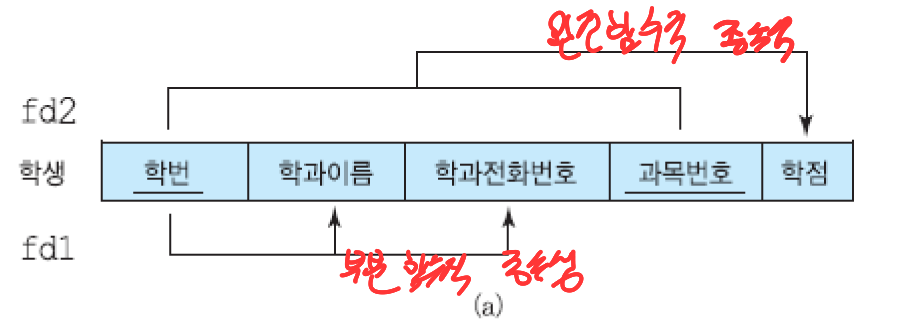 완전 함수적 종속
fd2
학생 학번 학과이름 학과전화번호 과목번호 학점
fd1
부분 함수적 종속성
(a)